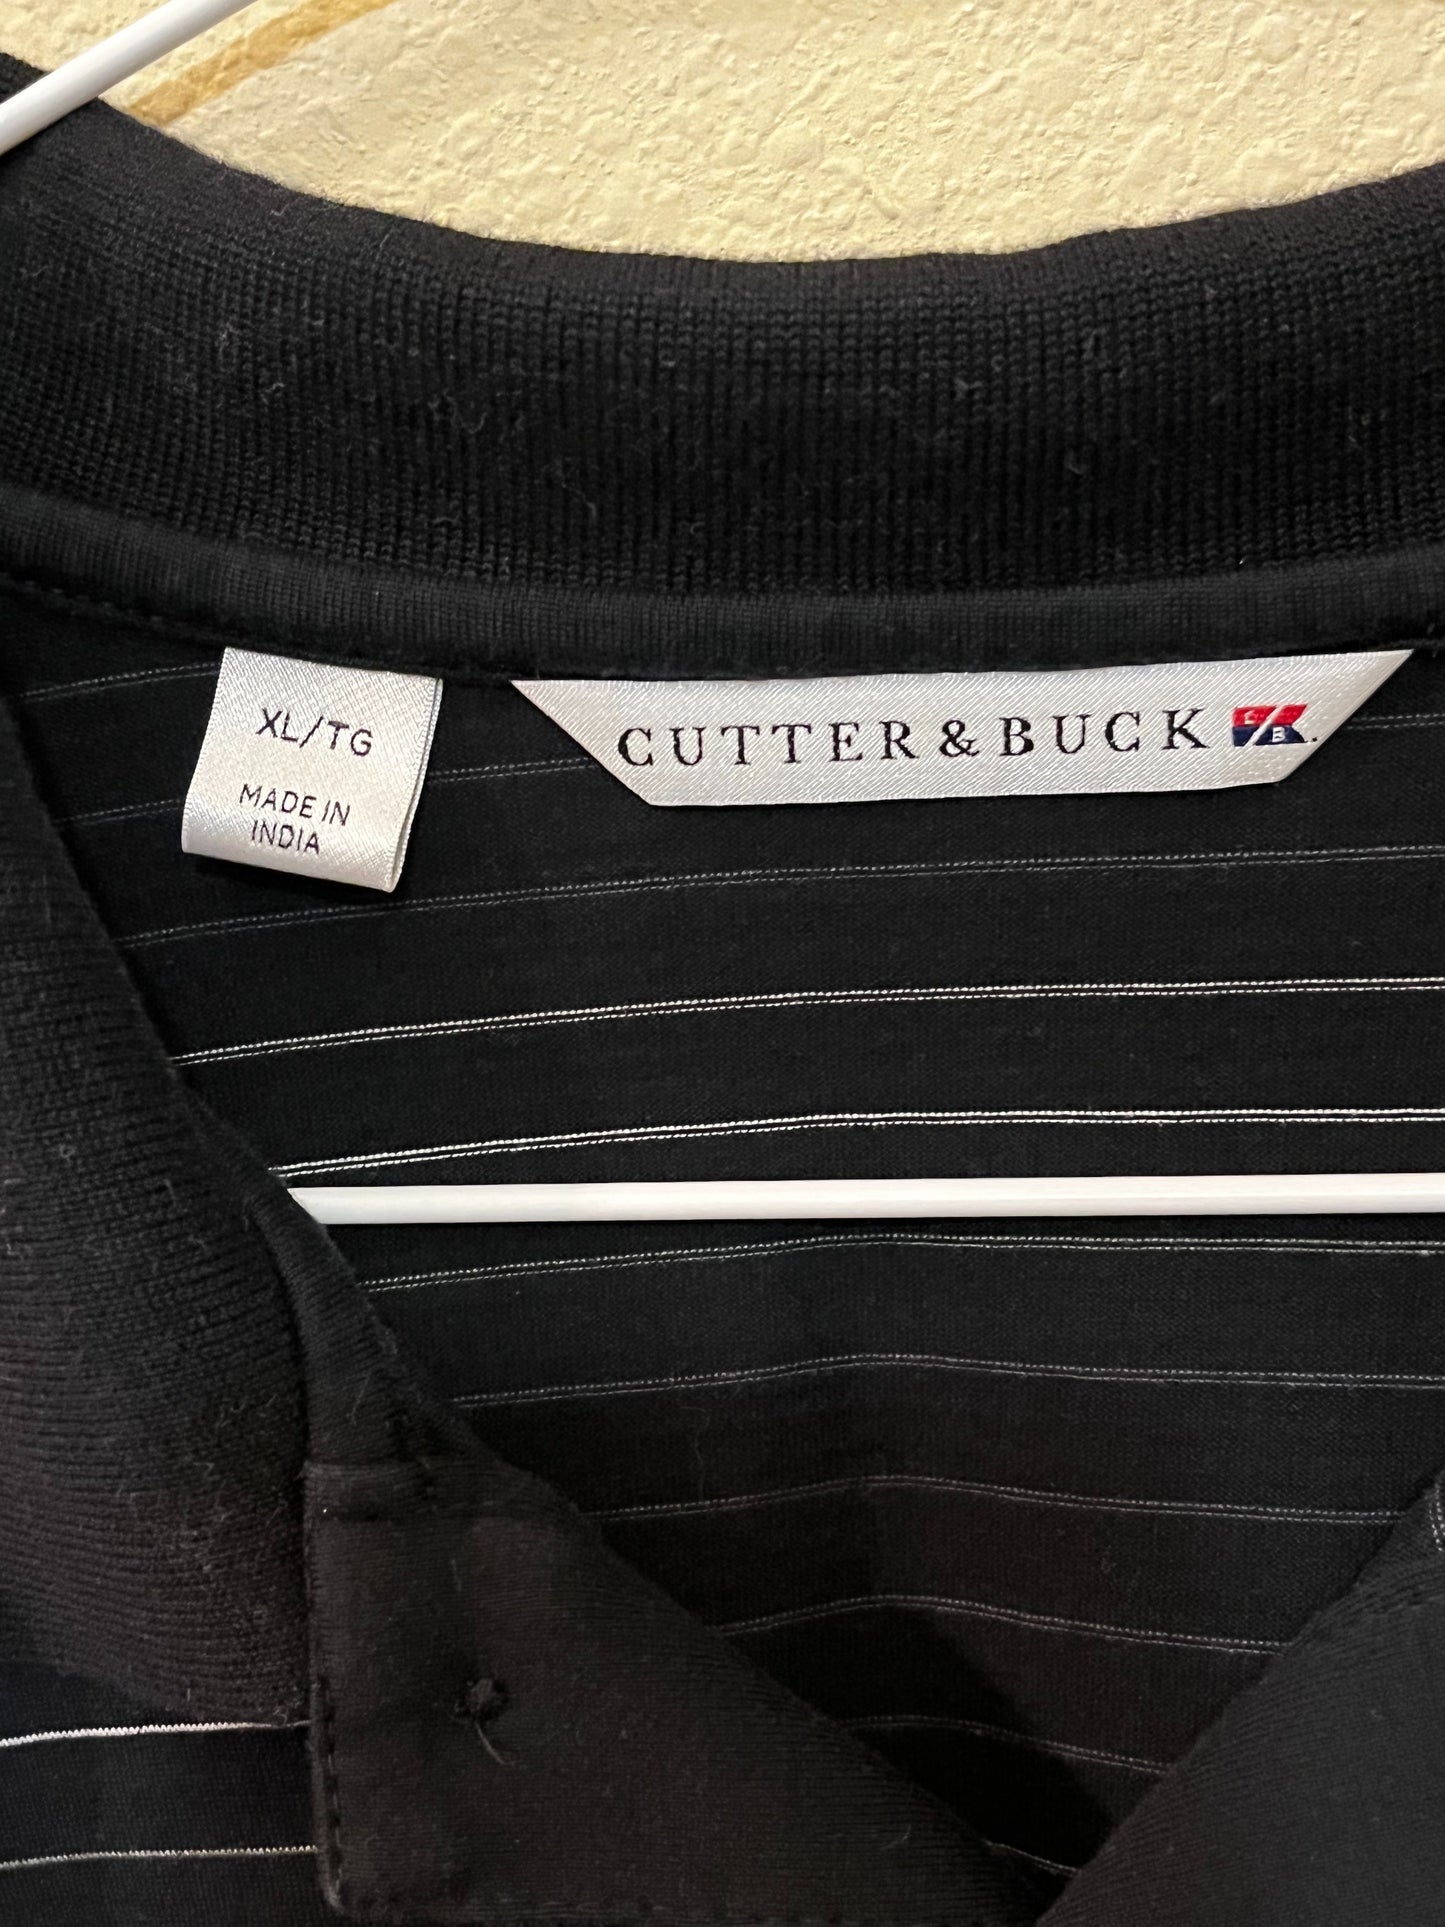 XL/TG
MADE IN
INDIA
CUTTER & BUCK
C/B.